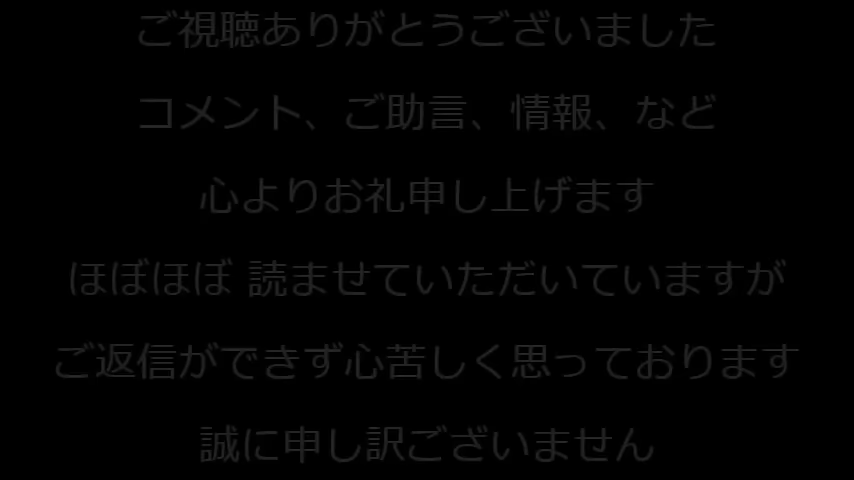 ご視聴ありがとうございました
コメント、ご助言、情報、など
心よりお礼申し上げます
ほぼほぼ 読ませていただいていますが
ご返信ができず心苦しく思っております
誠に申し訳ございません